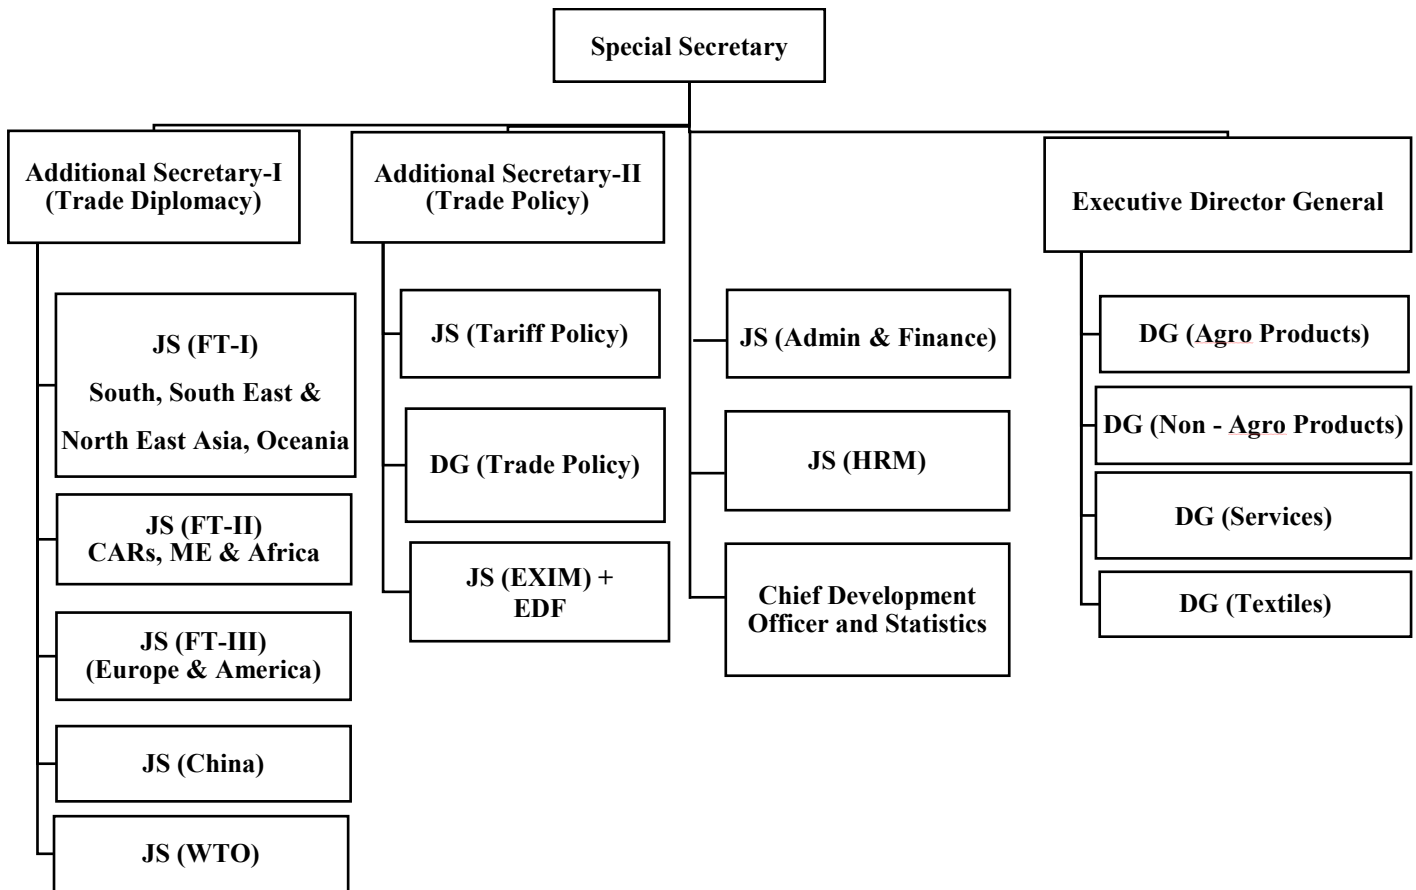 Special Secretary
Additional Secretary-I
(Trade Diplomacy)
JS (FT-I)
South, South East &
North East Asia, Oceania
JS (FT-II)
CARs, ME & Africa
JS (FT-III)
(Europe & America)
JS (China)
JS (WTO)
Additional Secretary-II
(Trade Policy)
JS (Tariff Policy)
DG (Trade Policy)
JS (EXIM) +
EDF
JS (Admin & Finance)
JS (HRM)
Chief Development
Officer and Statistics
Executive Director General
DG (Agro Products)
DG (Non - Agro Products)
DG (Services)
DG (Textiles)